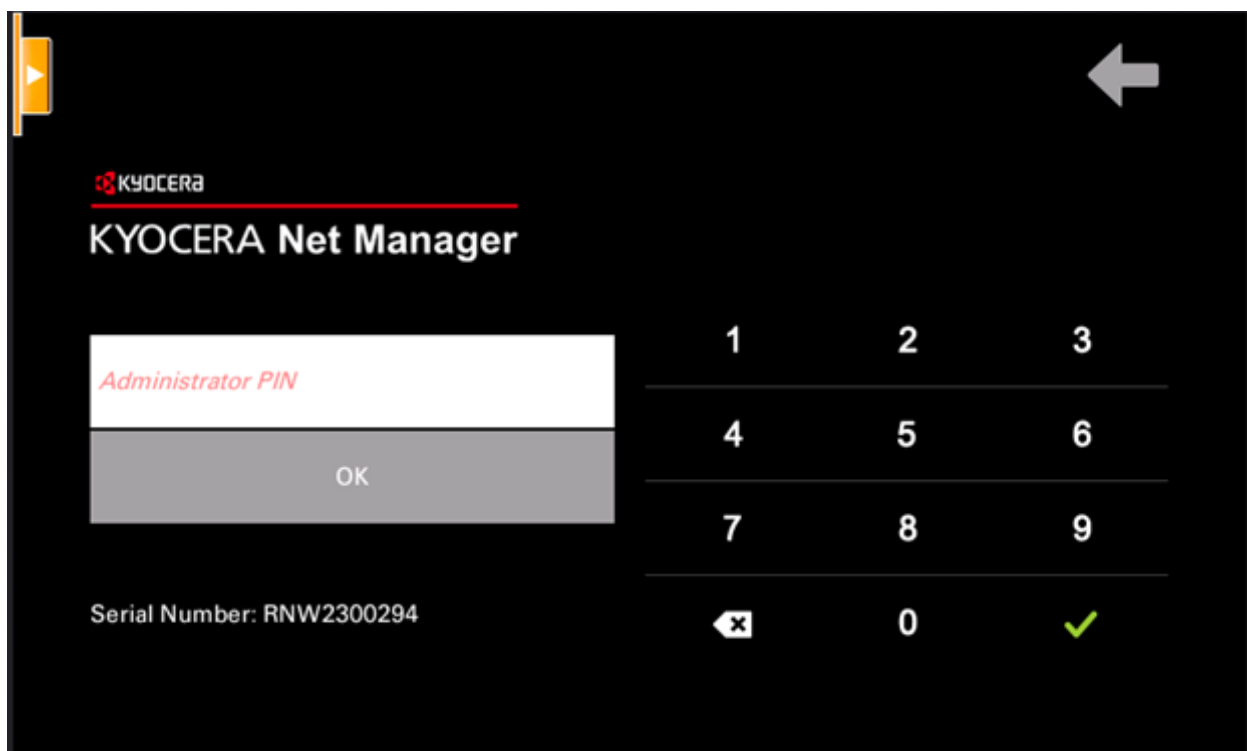 KYOCERA
KYOCERA Net Manager
Administrator PIN
OK
Serial Number: RNW2300294
1 2 3
4 5 6
7 8 9
0